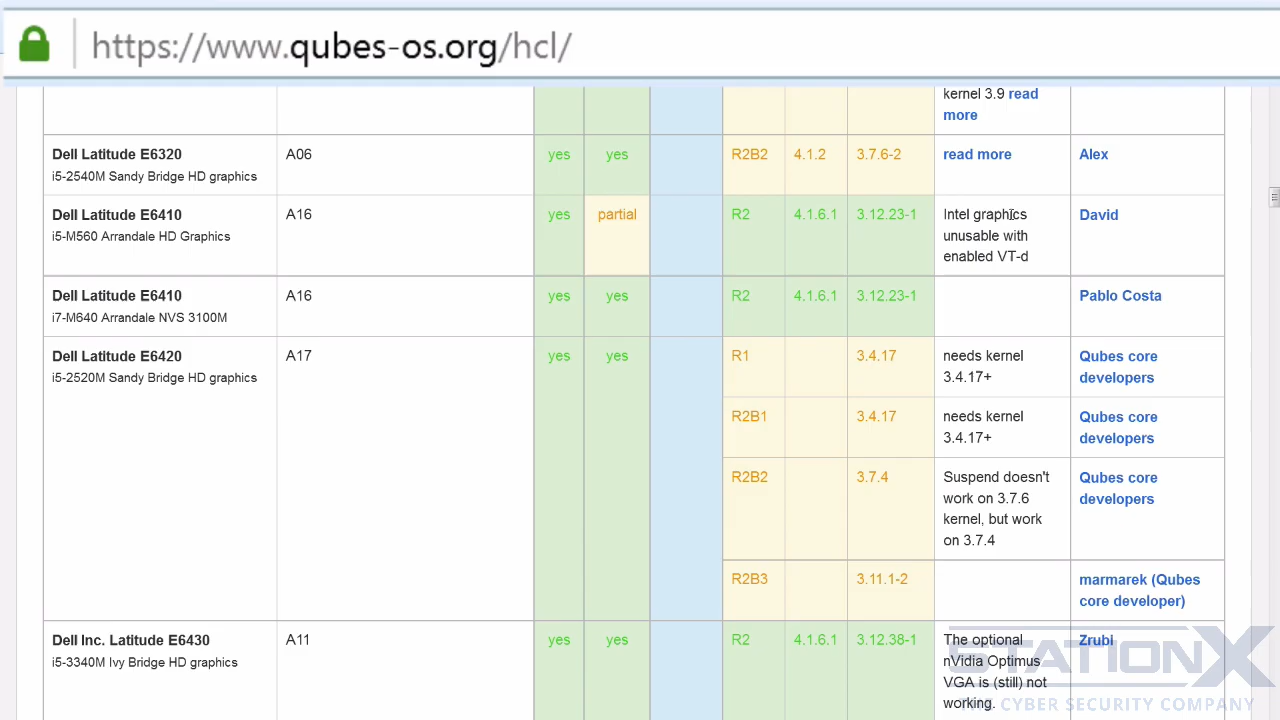 https://www.qubes-os.org/hcl/
kernel 3.9 read
more
Dell Latitude E6320
i5-2540M Sandy Bridge HD graphics
A06
yes
yes
R2B2
4.1.2
3.7.6-2
read more
Alex
Dell Latitude E6410
i5-M560 Arrandale HD Graphics
A16
yes
partial
R2
4.1.6.1
3.12.23-1
Intel graphics
unusable with
enabled VT-d
David
Dell Latitude E6410
i7-M640 Arrandale NVS 3100M
A16
yes
yes
R2
4.1.6.1
3.12.23-1
Pablo Costa
Dell Latitude E6420
i5-2520M Sandy Bridge HD graphics
A17
yes
yes
R1
3.4.17
needs kernel
3.4.17+
Qubes core
developers
R2B1
3.4.17
needs kernel
3.4.17+
Qubes core
developers
R2B2
3.7.4
Suspend doesn't
work on 3.7.6
kernel, but work
on 3.7.4
Qubes core
developers
R2B3
3.11.1-2
marmarek (Qubes
core developer)
Dell Inc. Latitude E6430
i5-3340M Ivy Bridge HD graphics
A11
yes
yes
R2
4.1.6.1
3.12.38-1
The optional
nVidia Optimus
VGA is (still) not
working.
Zrubi
STATIONX
THE CYBER SECURITY COMPANY